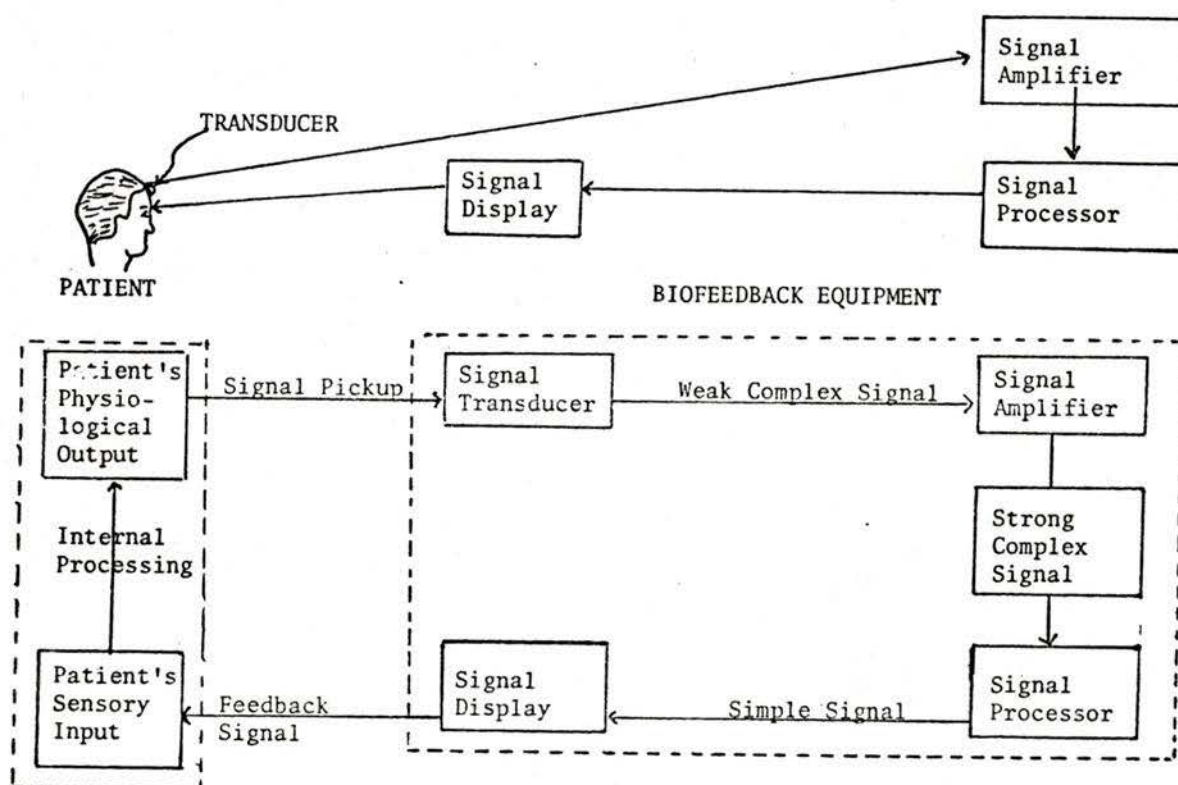 Signal
Amplifier
TRANSDUCER
Signal
Display
Signal
Processor
PATIENT
BIOFEEDBACK EQUIPMENT
Patient's
Physio-
logical
Output
Signal Pickup
Signal
Transducer
Weak Complex Signal
Signal
Amplifier
Internal
Processing
Strong
Complex
Signal
Patient's
Sensory
Input
Feedback
Signal
Signal
Display
Simple Signal
Signal
Processor